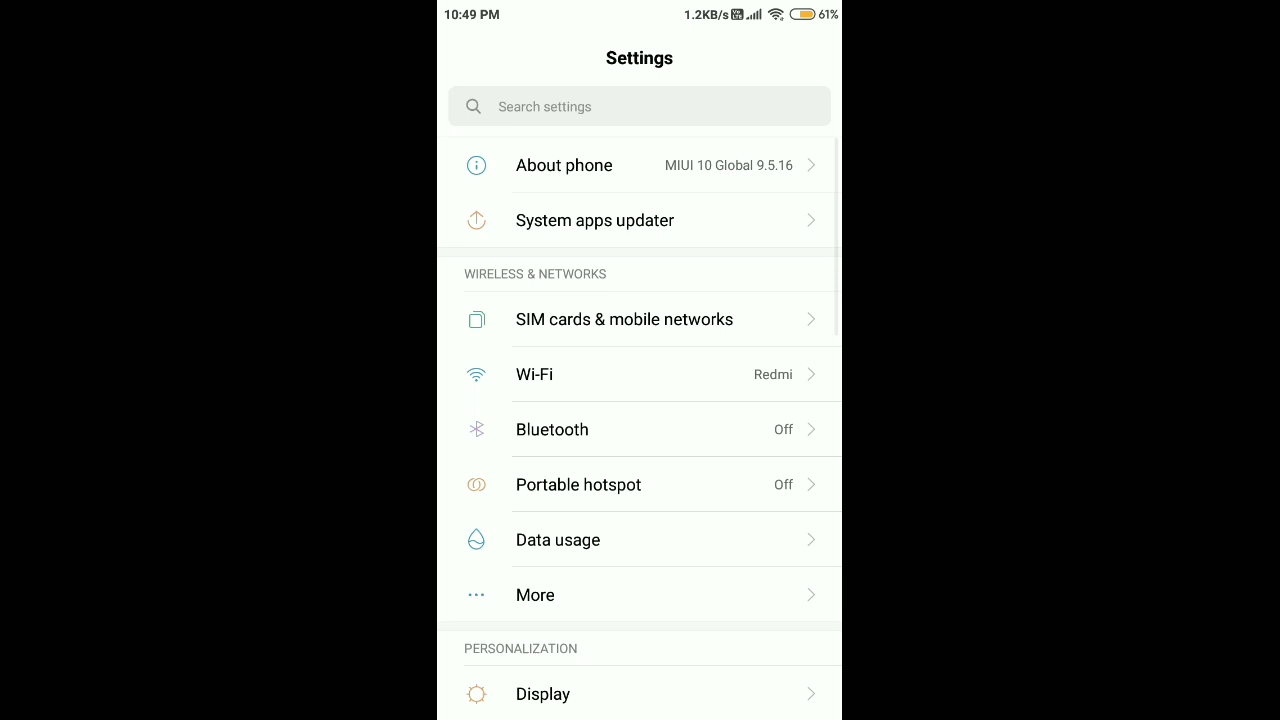 10:49 PM 1.2KB/s 61%
Settings
Search settings
About phone MIUI 10 Global 9.5.16
System apps updater
WIRELESS & NETWORKS
SIM cards & mobile networks
Wi-Fi Redmi
Bluetooth Off
Portable hotspot Off
Data usage
More
PERSONALIZATION
Display